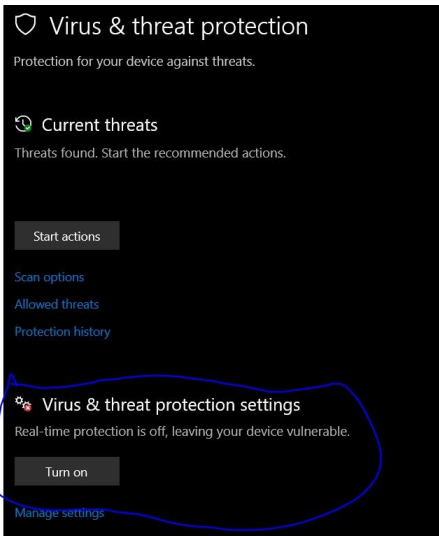 Virus & threat protection
Protection for your device against threats.
Current threats
Threats found. Start the recommended actions.
Start actions
Scan options
Allowed threats
Protection history
Virus & threat protection settings
Real-time protection is off, leaving your device vulnerable.
Turn on
Manage settings